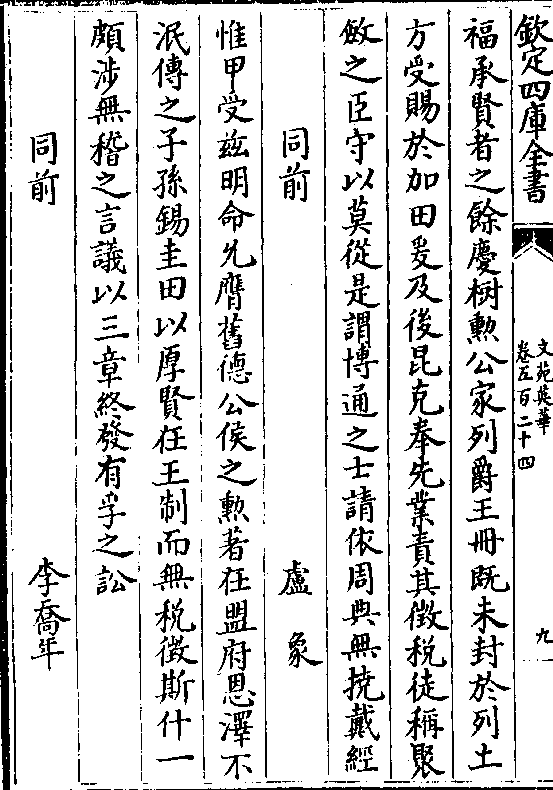 欽定四庫全書
文苑英華
卷五百二十四
九
福承賢者之餘慶樹勲公家列爵王冊既未封於列土
方受賜於加田爰及後昆克奉先業責其徵税徒稱聚
斂之臣守以莫從是謂博通之士請依周典無撓戴經
同前 盧象
惟甲受兹明命允膺舊德公侯之勲著在盟府恩澤不
泯傳之子孫錫圭田以厚賢在王制而無税徵斯什一
頗涉無稽之言議以三章終發有孚之訟
同前 李喬年